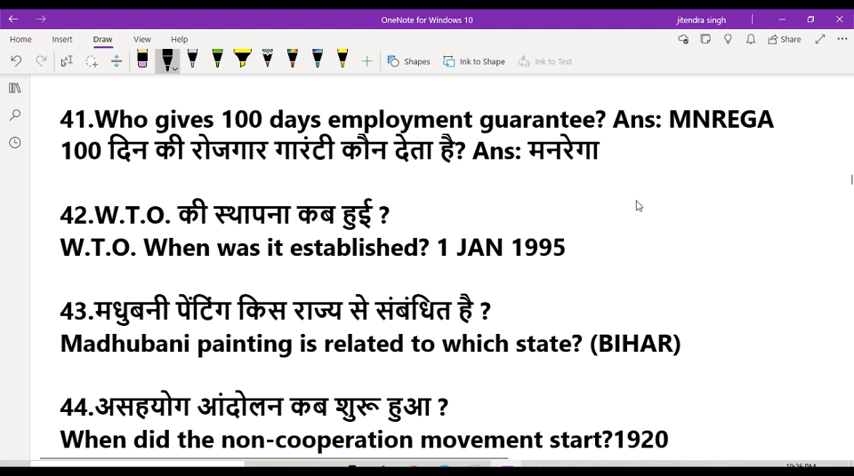 OneNote for Windows 10
jitendra singh
Home Insert Draw View Help
Share
Shapes Ink to Shape Ink to Text
41.Who gives 100 days employment guarantee? Ans: MNREGA
100 दिन की रोजगार गारंटी कौन देता है? Ans: मनरेगा
42.W.T.O. की स्थापना कब हुई ?
W.T.O. When was it established? 1 JAN 1995
43.मधुबनी पेंटिंग किस राज्य से संबंधित है ?
Madhubani painting is related to which state? (BIHAR)
44.असहयोग आंदोलन कब शुरू हुआ ?
When did the non-cooperation movement start?1920